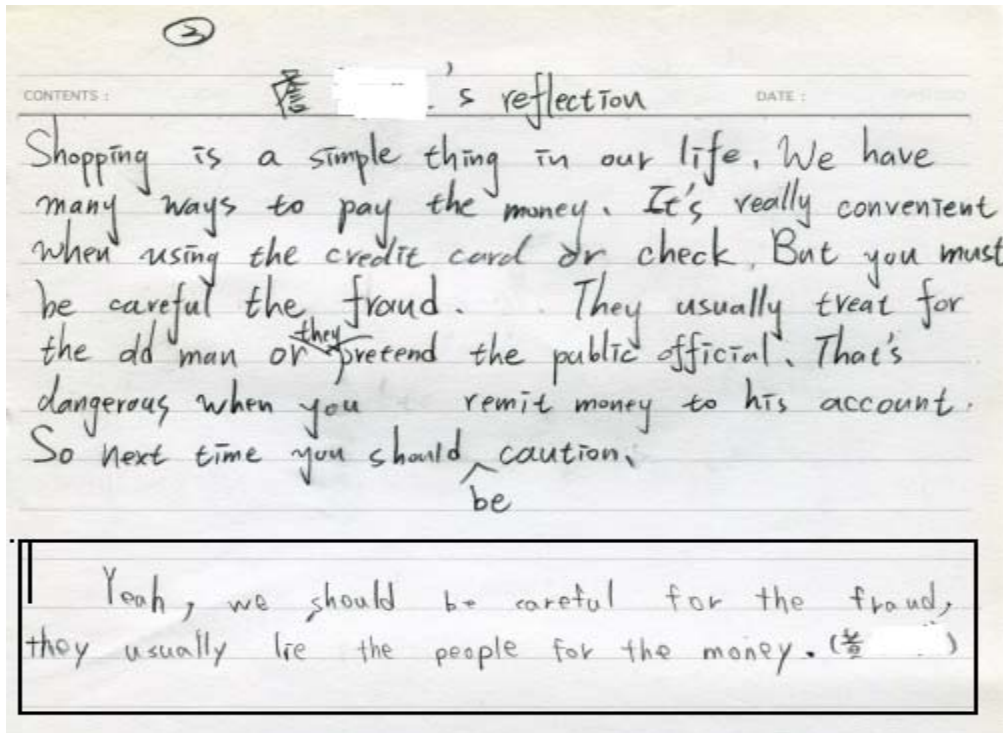 ②
CONTENTS :
詹 's reflection
DATE :
Shopping is a simple thing in our life. We have
many ways to pay the money. It's really convenient
when using the credit card or check. But you must
be careful the fraud. They usually treat for
the old man or they pretend the public official. That's
dangerous when you remit money to his account.
So next time you should be caution.
Yeah, we should be careful for the fraud,
they usually lie the people for the money. ( )